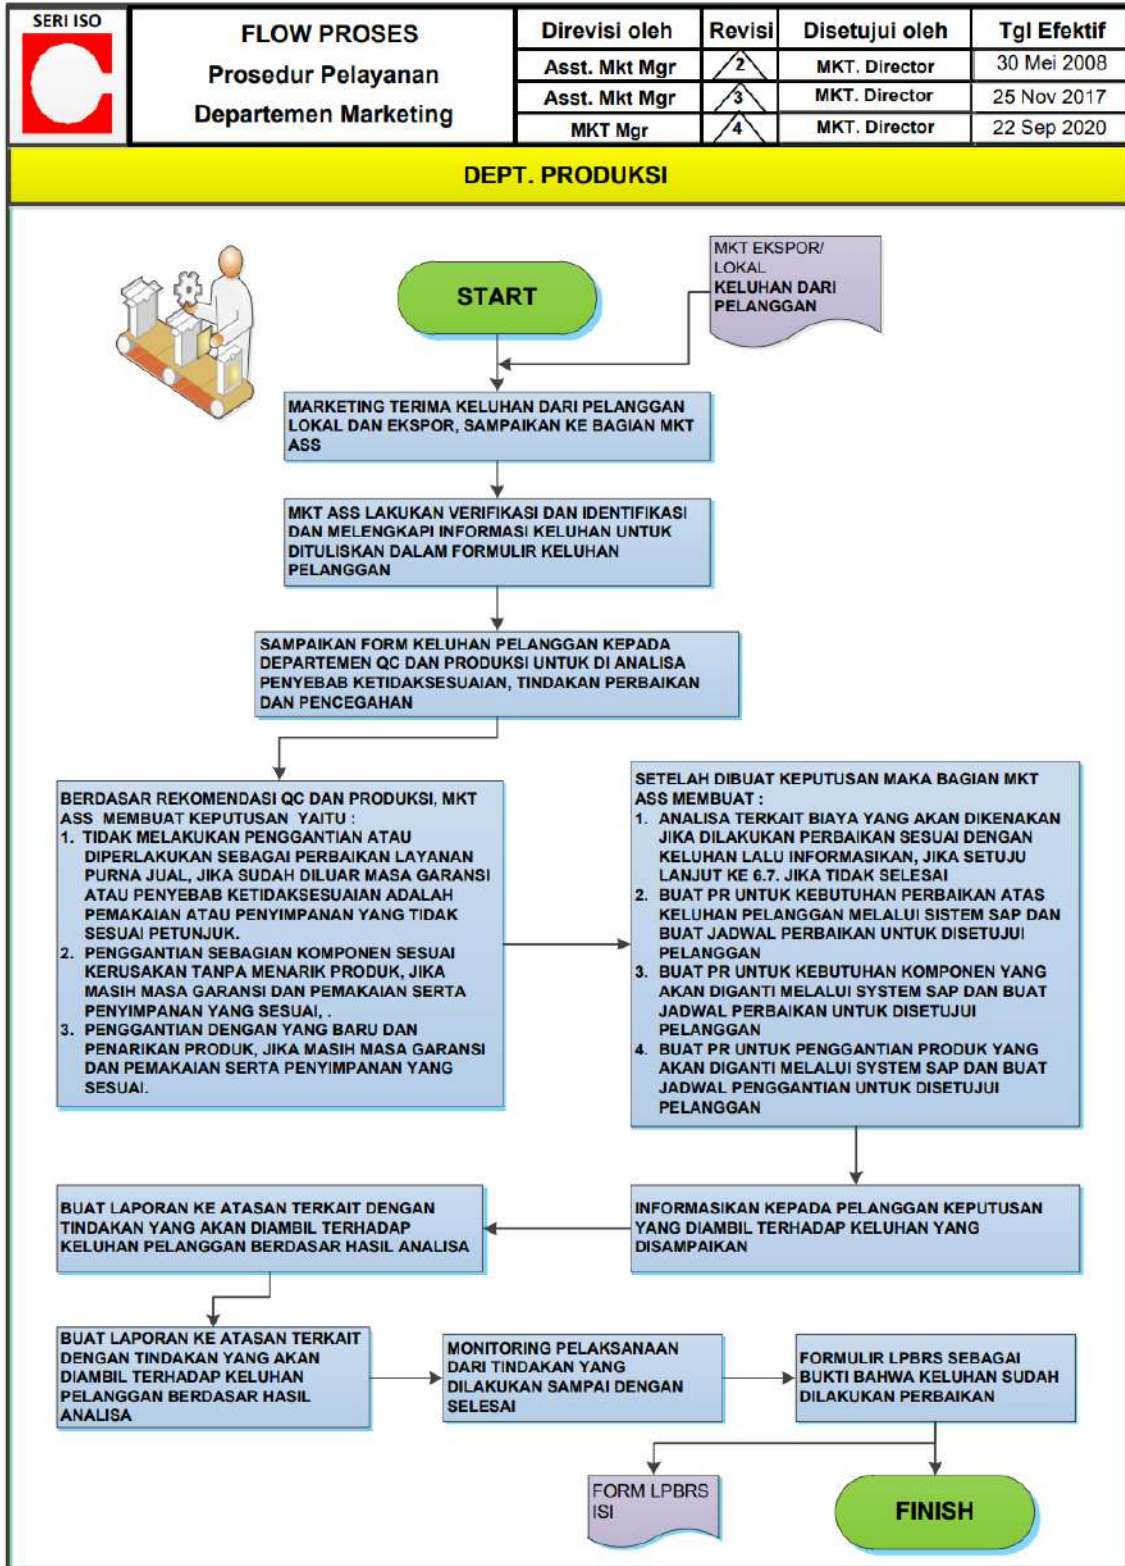 SERI ISO
FLOW PROSES
Prosedur Pelayanan
Departemen Marketing
Direvisi oleh Revisi Disetujui oleh Tgl Efektif
Asst. Mkt Mgr 2 MKT. Director 30 Mei 2008
Asst. Mkt Mgr 3 MKT. Director 25 Nov 2017
MKT Mgr 4 MKT. Director 22 Sep 2020
DEPT. PRODUKSI
START
MKT EKSPOR/
LOKAL
KELUHAN DARI
PELANGGAN
MARKETING TERIMA KELUHAN DARI PELANGGAN
LOKAL DAN EKSPOR, SAMPAIKAN KE BAGIAN MKT
ASS
MKT ASS LAKUKAN VERIFIKASI DAN IDENTIFIKASI
DAN MELENGKAPI INFORMASI KELUHAN UNTUK
DITULISKAN DALAM FORMULIR KELUHAN
PELANGGAN
SAMPAIKAN FORM KELUHAN PELANGGAN KEPADA
DEPARTEMEN QC DAN PRODUKSI UNTUK DI ANALISA
PENYEBAB KETIDAKSESUAIAN, TINDAKAN PERBAIKAN
DAN PENCEGAHAN
BERDASAR REKOMENDASI QC DAN PRODUKSI, MKT
ASS MEMBUAT KEPUTUSAN YAITU :
1. TIDAK MELAKUKAN PENGGANTIAN ATAU
DIPERLAKUKAN SEBAGAI PERBAIKAN LAYANAN
PURNA JUAL, JIKA SUDAH DILUAR MASA GARANSI
ATAU PENYEBAB KETIDAKSESUAIAN ADALAH
PEMAKAIAN ATAU PENYIMPANAN YANG TIDAK
SESUAI PETUNJUK.
2. PENGGANTIAN SEBAGIAN KOMPONEN SESUAI
KERUSAKAN TANPA MENARIK PRODUK, JIKA
MASIH MASA GARANSI DAN PEMAKAIAN SERTA
PENYIMPANAN YANG SESUAI, .
3. PENGGANTIAN DENGAN YANG BARU DAN
PENARIKAN PRODUK, JIKA MASIH MASA GARANSI
DAN PEMAKAIAN SERTA PENYIMPANAN YANG
SESUAI.
SETELAH DIBUAT KEPUTUSAN MAKA BAGIAN MKT
ASS MEMBUAT :
1. ANALISA TERKAIT BIAYA YANG AKAN DIKENAKAN
JIKA DILAKUKAN PERBAIKAN SESUAI DENGAN
KELUHAN LALU INFORMASIKAN, JIKA SETUJU
LANJUT KE 6.7. JIKA TIDAK SELESAI
2. BUAT PR UNTUK KEBUTUHAN PERBAIKAN ATAS
KELUHAN PELANGGAN MELALUI SISTEM SAP DAN
BUAT JADWAL PERBAIKAN UNTUK DISETUJUI
PELANGGAN
3. BUAT PR UNTUK KEBUTUHAN KOMPONEN YANG
AKAN DIGANTI MELALUI SYSTEM SAP DAN BUAT
JADWAL PERBAIKAN UNTUK DISETUJUI
PELANGGAN
4. BUAT PR UNTUK PENGGANTIAN PRODUK YANG
AKAN DIGANTI MELALUI SYSTEM SAP DAN BUAT
JADWAL PENGGANTIAN UNTUK DISETUJUI
PELANGGAN
INFORMASIKAN KEPADA PELANGGAN KEPUTUSAN
YANG DIAMBIL TERHADAP KELUHAN YANG
DISAMPAIKAN
BUAT LAPORAN KE ATASAN TERKAIT DENGAN
TINDAKAN YANG AKAN DIAMBIL TERHADAP
KELUHAN PELANGGAN BERDASAR HASIL ANALISA
BUAT LAPORAN KE ATASAN TERKAIT
DENGAN TINDAKAN YANG AKAN
DIAMBIL TERHADAP KELUHAN
PELANGGAN BERDASAR HASIL
ANALISA
MONITORING PELAKSANAAN
DARI TINDAKAN YANG
DILAKUKAN SAMPAI DENGAN
SELESAI
FORMULIR LPBRS SEBAGAI
BUKTI BAHWA KELUHAN SUDAH
DILAKUKAN PERBAIKAN
FORM LPBRS
ISI
FINISH